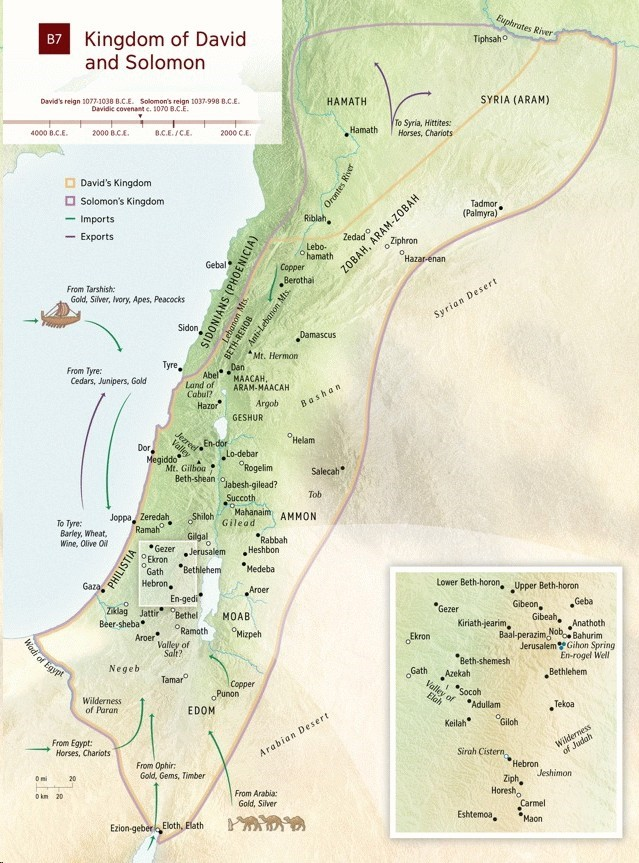 B7
Kingdom of David
and Solomon
David's reign 1077-1038 B.C.E.
Solomon's reign 1037-998 B.C.E.
Davidic covenant c. 1070 B.C.E.
4000 B.C.E.
2000 B.C.E.
B.C.E. / C.E.
2000 C.E.
David's Kingdom
Solomon's Kingdom
Imports
Exports
Euphrates River
Tiphsah
HAMATH
SYRIA (ARAM)
To Syria, Hittites:
Horses, Chariots
Hamath
Orontes River
Riblah
Tadmor
(Palmyra)
Zedad
Ziphron
Hazar-enan
ZOBAH, ARAM-ZOBAH
Lebo-
hamath
Gebal
Copper
Berothai
SIDONIANS (PHOENICIA)
Lebanon Mts.
BETH-REHOB
Anti-Lebanon Mts.
Syrian Desert
From Tarshish:
Gold, Silver, Ivory, Apes, Peacocks
Sidon
Damascus
Mt. Hermon
Tyre
Dan
Abel
MAACAH,
ARAM-MAACAH
From Tyre:
Cedars, Junipers, Gold
Land of
Cabul?
Hazor
Argob
Bashan
GESHUR
Helam
Dor
Jezreel
Valley
En-dor
Megiddo
Lo-debar
Mt. Gilboa
Rogelim
Beth-shean
Salecah
Jabesh-gilead?
Tob
Succoth
Mahanaim
Joppa
Zeredah
Shiloh
Ramah
Gilead
AMMON
To Tyre:
Barley, Wheat,
Wine, Olive Oil
Gilgal
Rabbah
Gezer
Jerusalem
Heshbon
Ekron
Gath
Bethlehem
Medeba
PHILISTIA
Hebron
Gaza
En-gedi
Aroer
Ziklag
Jattir
Bethel
MOAB
Beer-sheba
Aroer
Ramoth
Mizpeh
Valley of
Salt?
Wadi of Egypt
Negeb
Tamar
Copper
Punon
Wilderness
of Paran
EDOM
Arabian Desert
From Egypt:
Horses, Chariots
From Ophir:
Gold, Gems, Timber
From Arabia:
Gold, Silver
0 mi 20
0 km 20
Ezion-geber
Eloth, Elath
Lower Beth-horon
Upper Beth-horon
Gezer
Gibeon
Geba
Gibeah
Kiriath-jearim
Anathoth
Ekron
Baal-perazim
Nob
Bahurim
Jerusalem
Gihon Spring
En-rogel Well
Beth-shemesh
Gath
Azekah
Bethlehem
Valley of
Elah
Socoh
Adullam
Tekoa
Keilah
Giloh
Wilderness
of Judah
Sirah Cistern
Hebron
Ziph
Jeshimon
Horesh
Carmel
Eshtemoa
Maon